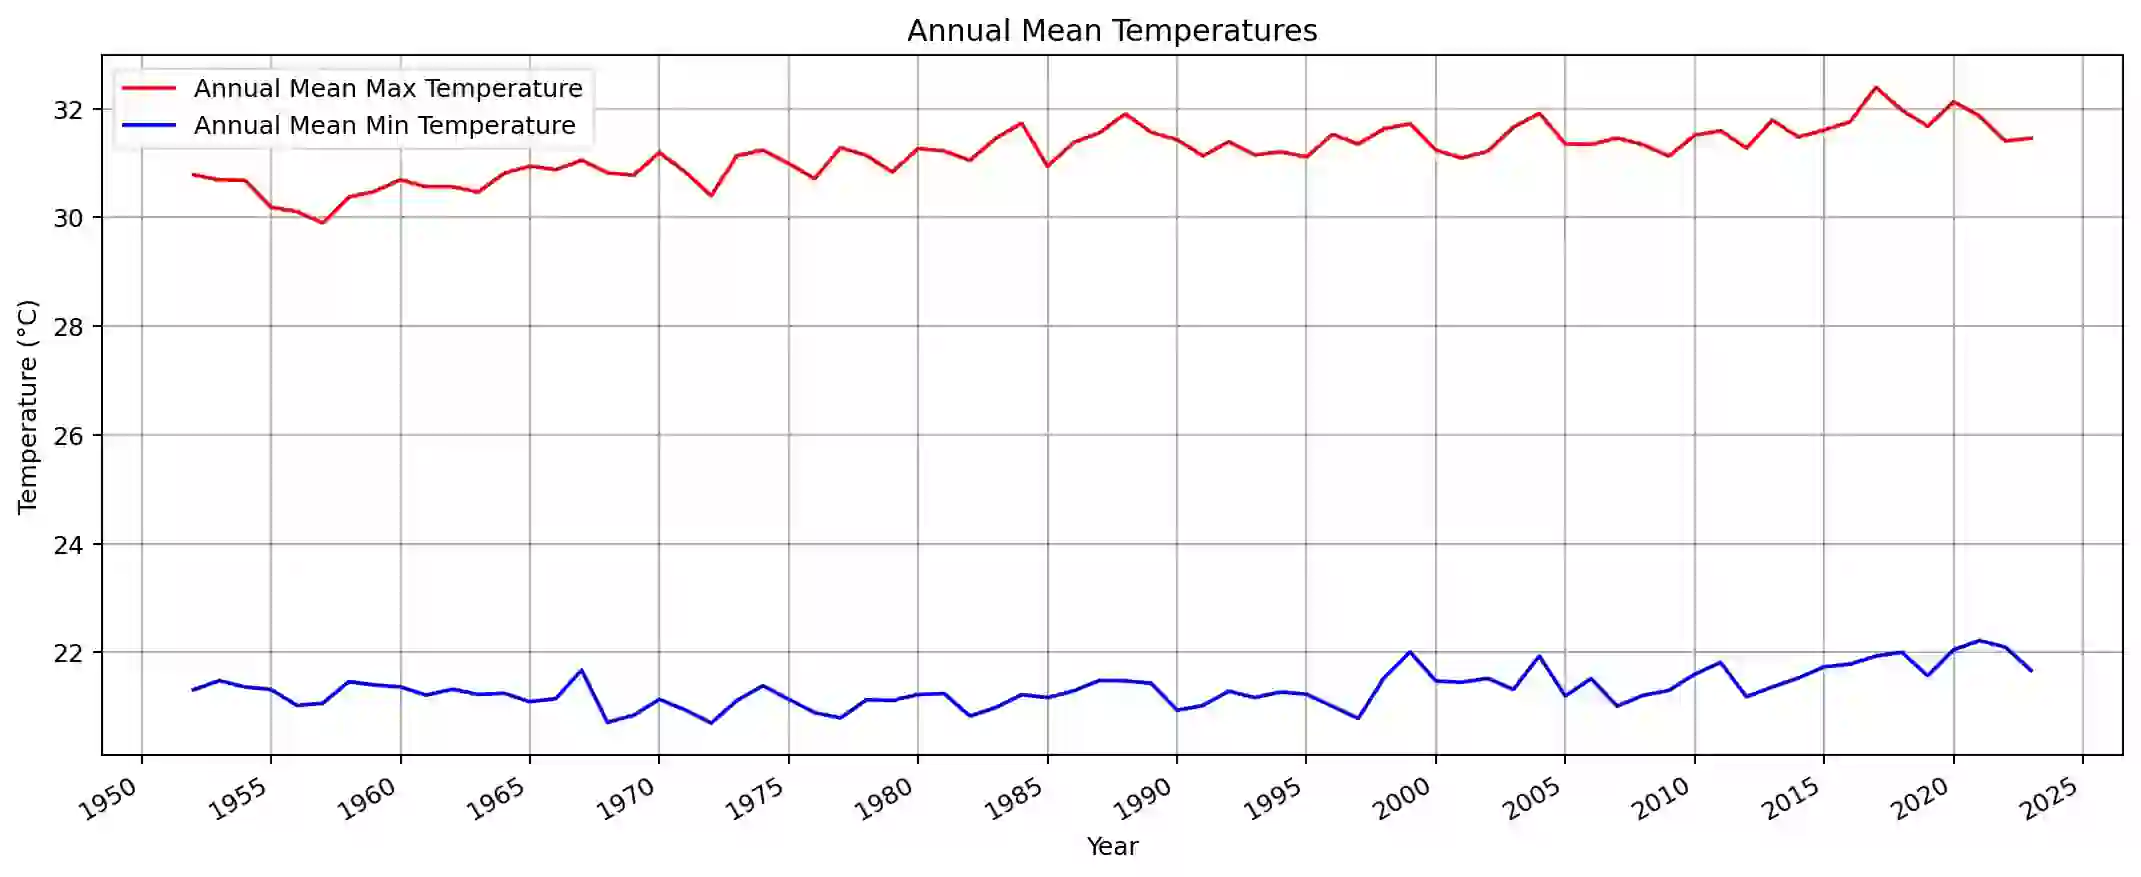 Annual Mean Temperatures
Annual Mean Max Temperature
Annual Mean Min Temperature
32
30
28
26
24
22
Temperature (°C)
1950 1955 1960 1965 1970 1975 1980 1985 1990 1995 2000 2005 2010 2015 2020 2025
Year